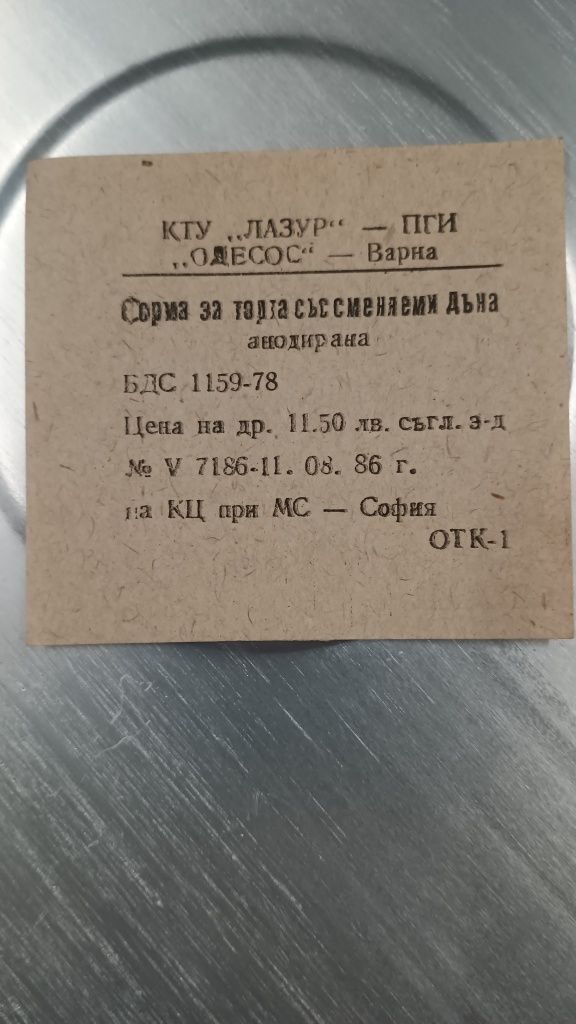 КТУ „ЛАЗУР“ — ПГИ
„ОДЕСОС“ — Варна
Форма за торта със сменяеми дъна
анодирана
БДС 1159-78
Цена на др. 11.50 лв. съгл. э-д
№ V 7186-11. 08. 86 г.
на КЦ при МС — София
ОТК-1